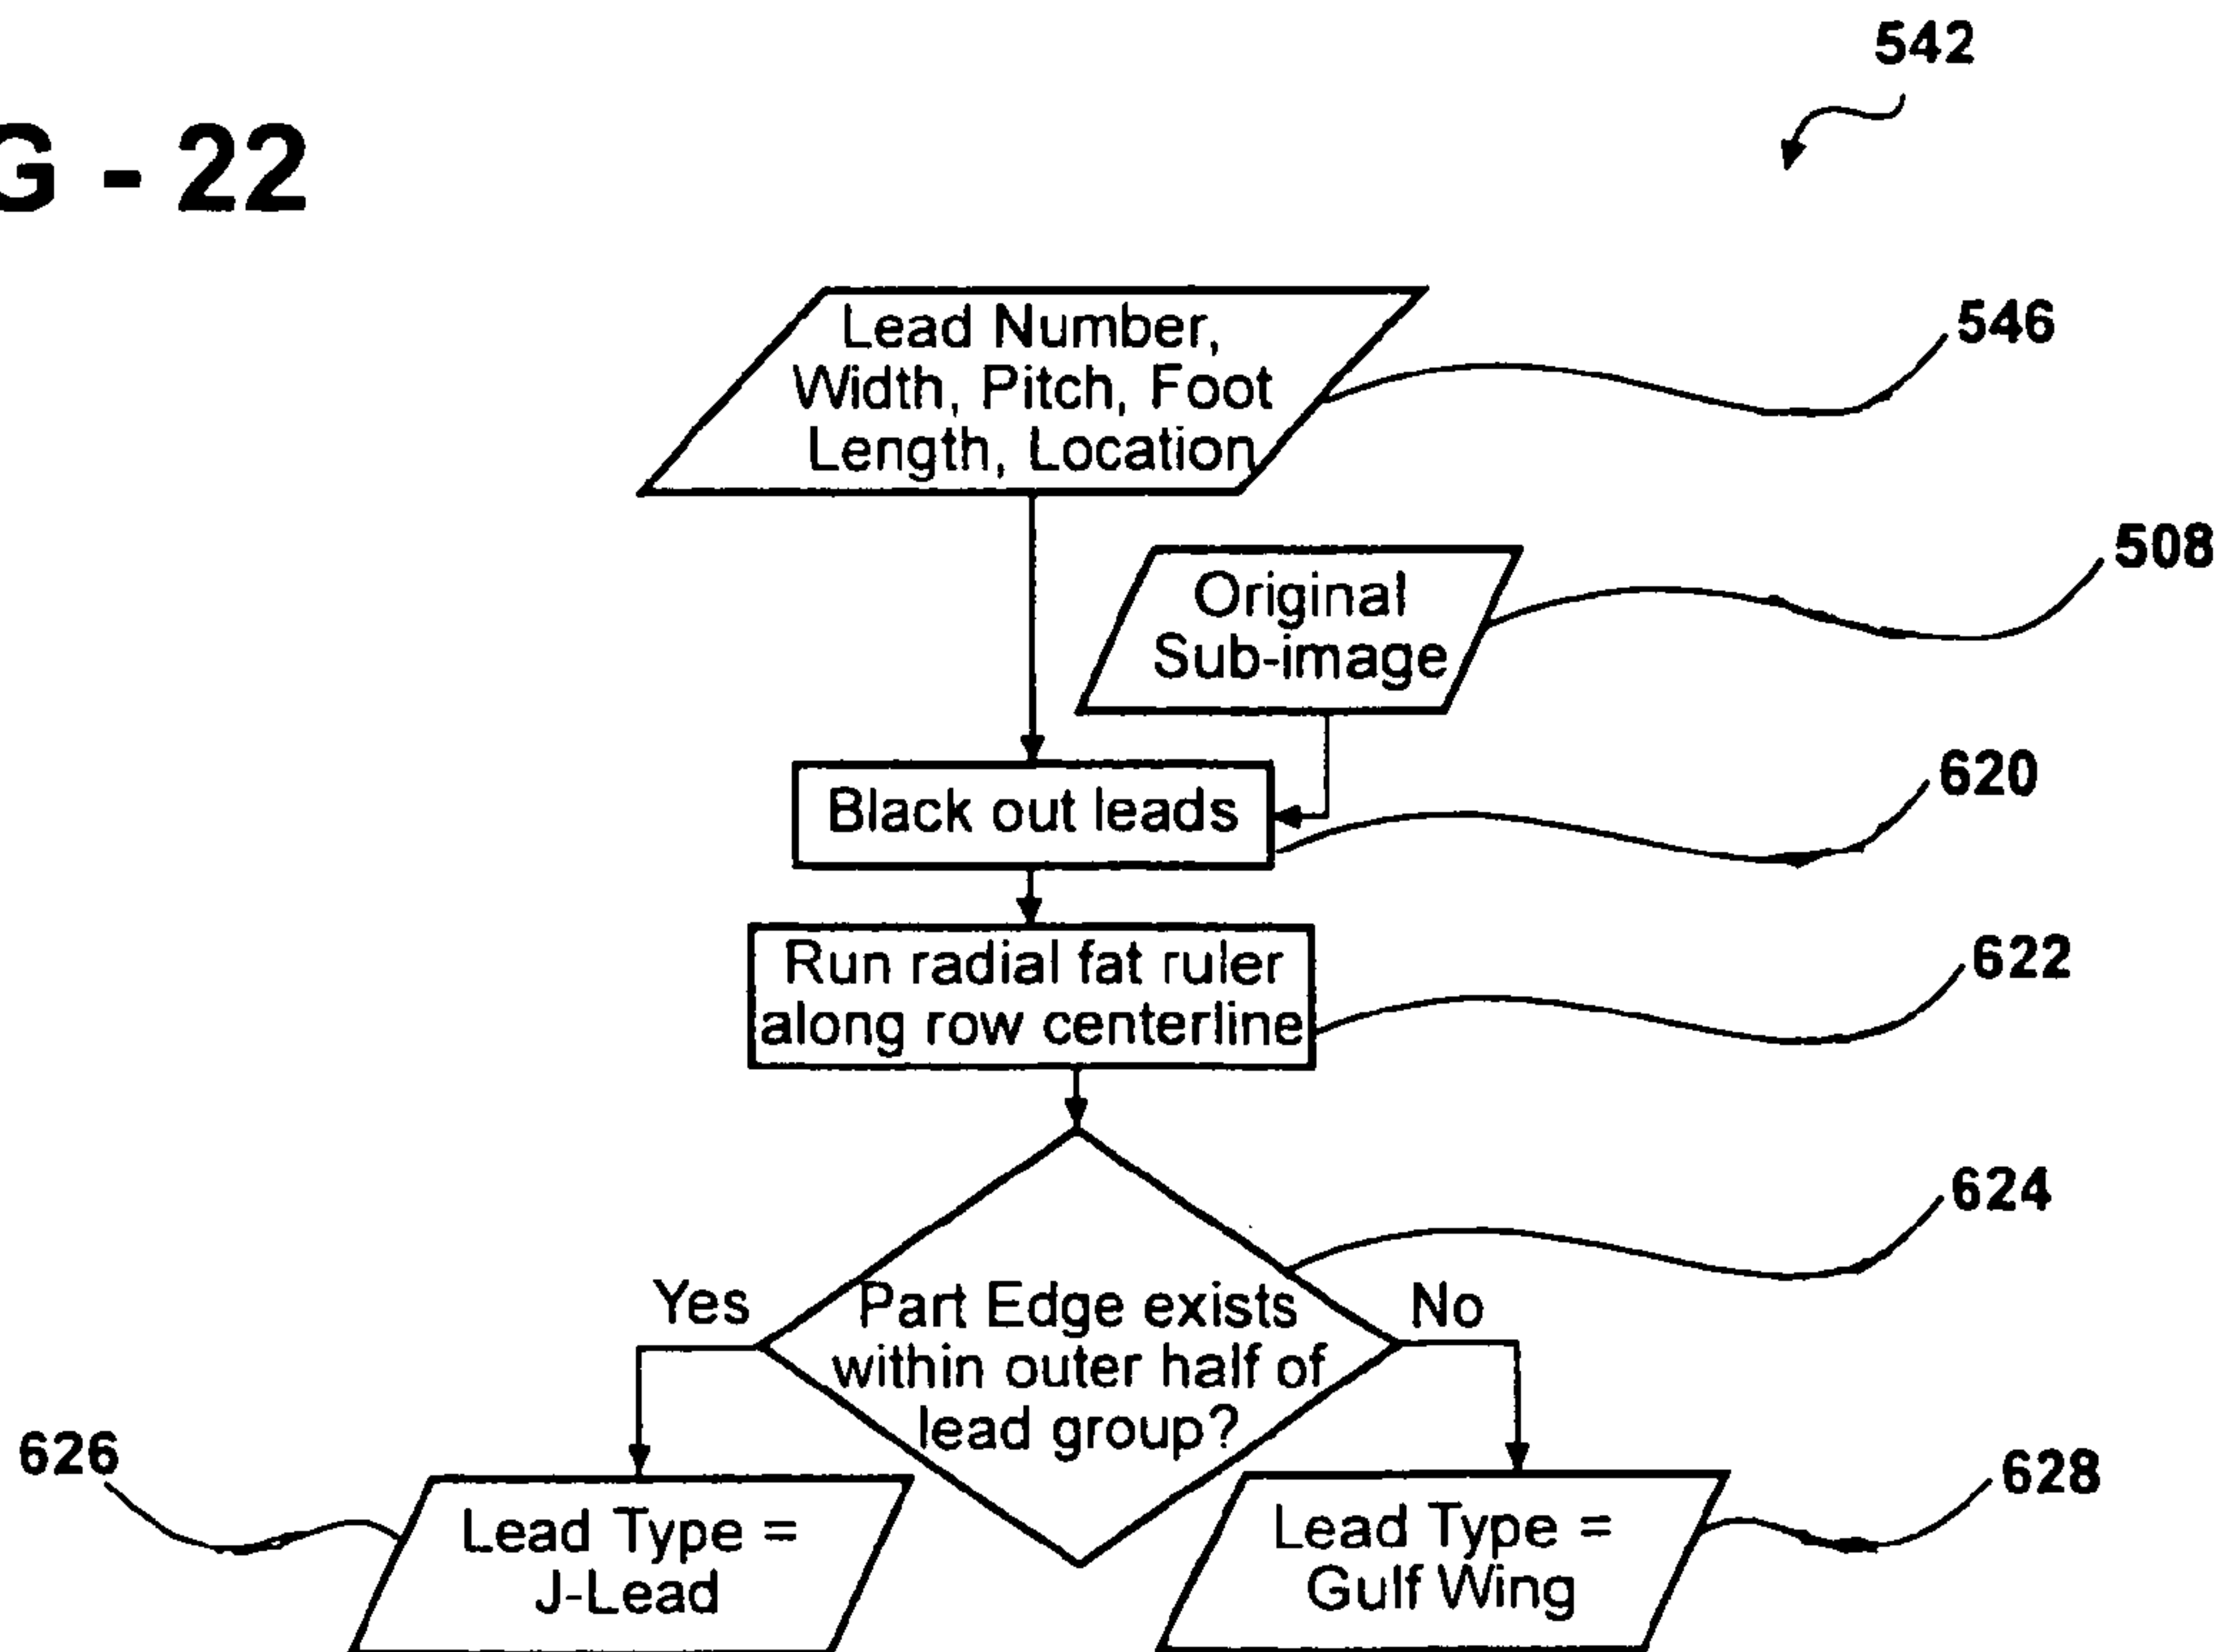 542
G - 22
Lead Number,
Width, Pitch, Foot
Length, Location
546
Original
Sub-image
508
Black out leads
620
Run radial fat ruler
along row centerline
622
624
Yes
Part Edge exists
within outer half of
lead group?
No
626
Lead Type =
J-Lead
Lead Type =
Gulf Wing
628